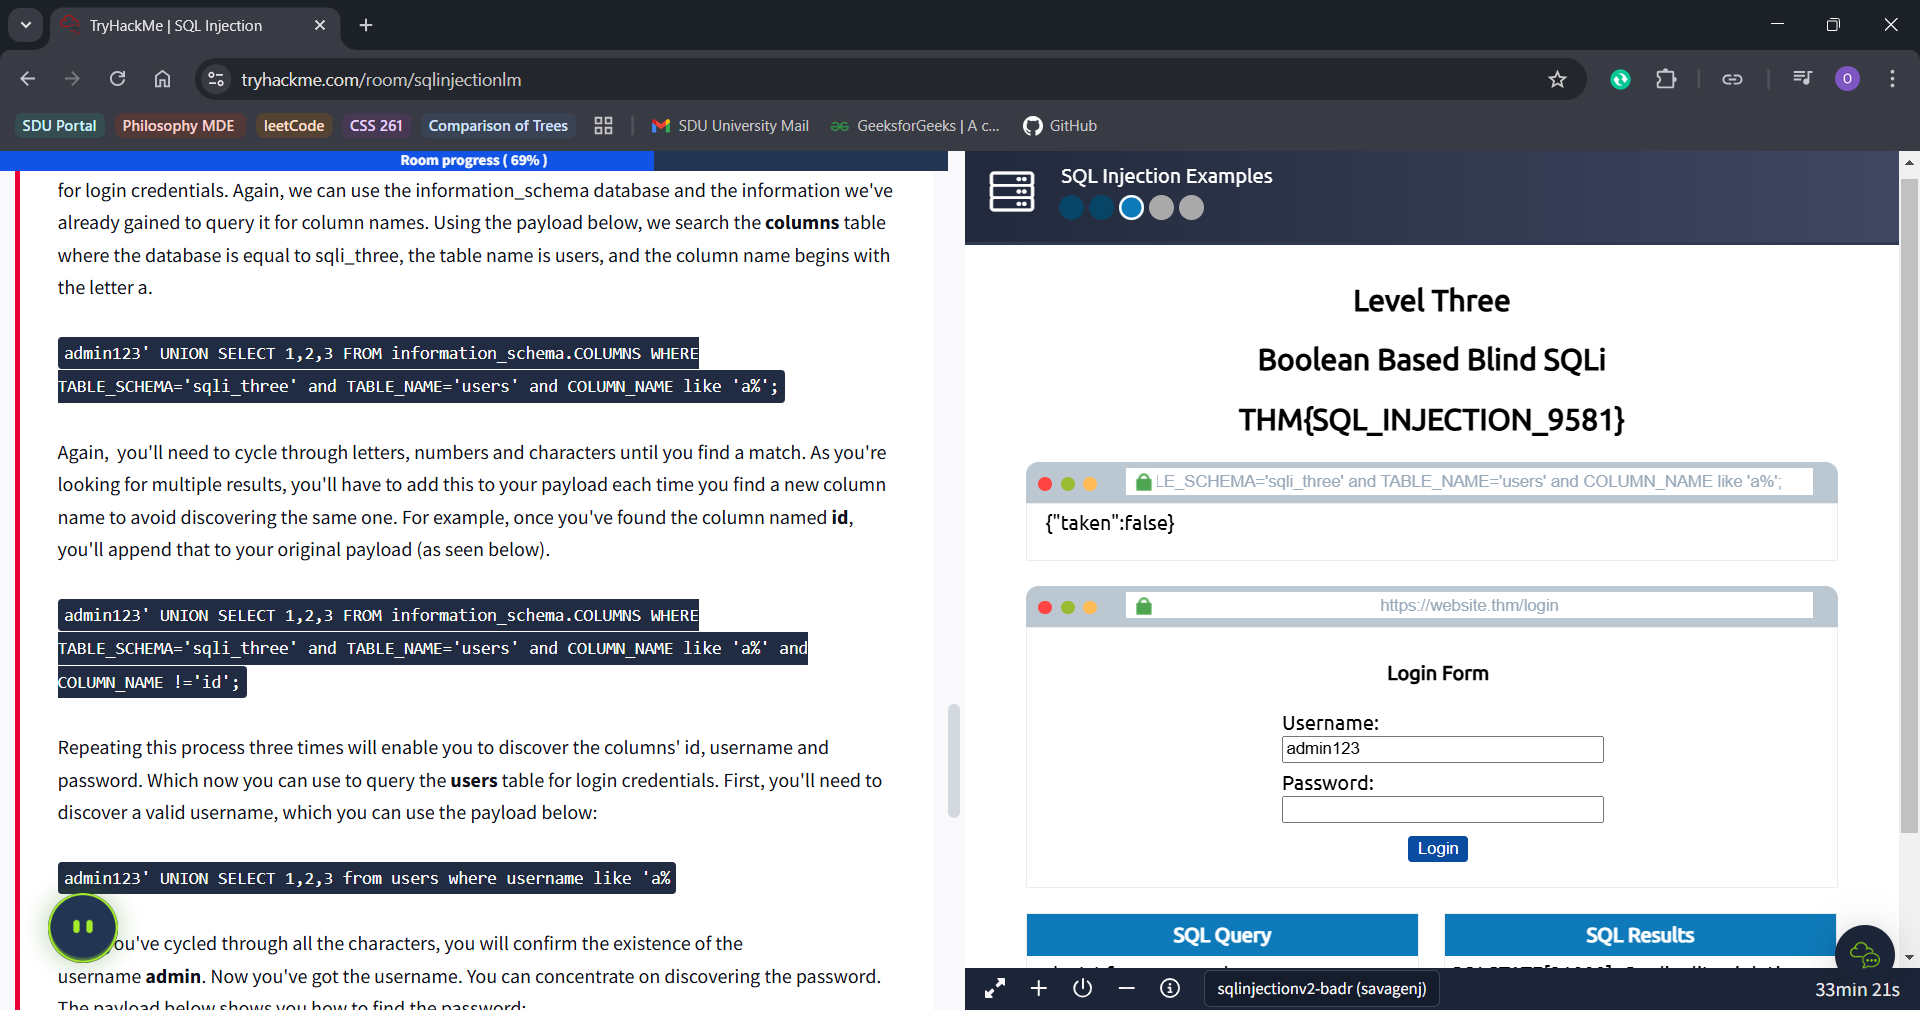 TryHackMe | SQL Injection
tryhackme.com/room/sqlinjectionlm
O
SDU Portal
Philosophy MDE
leetCode
CSS 261
Comparison of Trees
SDU University Mail
GeeksforGeeks | A c...
GitHub
Room progress ( 69% )
for login credentials. Again, we can use the information_schema database and the information we've
already gained to query it for column names. Using the payload below, we search the columns table
where the database is equal to sqli_three, the table name is users, and the column name begins with
the letter a.
admin123' UNION SELECT 1,2,3 FROM information_schema.COLUMNS WHERE
TABLE_SCHEMA='sqli_three' and TABLE_NAME='users' and COLUMN_NAME like 'a%';
Again, you'll need to cycle through letters, numbers and characters until you find a match. As you're
looking for multiple results, you'll have to add this to your payload each time you find a new column
name to avoid discovering the same one. For example, once you've found the column named id,
you'll append that to your original payload (as seen below).
admin123' UNION SELECT 1,2,3 FROM information_schema.COLUMNS WHERE
TABLE_SCHEMA='sqli_three' and TABLE_NAME='users' and COLUMN_NAME like 'a%' and
COLUMN_NAME !='id';
Repeating this process three times will enable you to discover the columns' id, username and
password. Which now you can use to query the users table for login credentials. First, you'll need to
discover a valid username, which you can use the payload below:
admin123' UNION SELECT 1,2,3 from users where username like 'a%
ou've cycled through all the characters, you will confirm the existence of the
username admin. Now you've got the username. You can concentrate on discovering the password.
The payload below shows you how to find the password:
SQL Injection Examples
Level Three
Boolean Based Blind SQLi
THM{SQL_INJECTION_9581}
LE_SCHEMA='sqli_three' and TABLE_NAME='users' and COLUMN_NAME like 'a%';
{"taken":false}
https://website.thm/login
Login Form
Username:
admin123
Password:
Login
SQL Query
SQL Results
sqlinjectionv2-badr (savagenj)
33min 21s